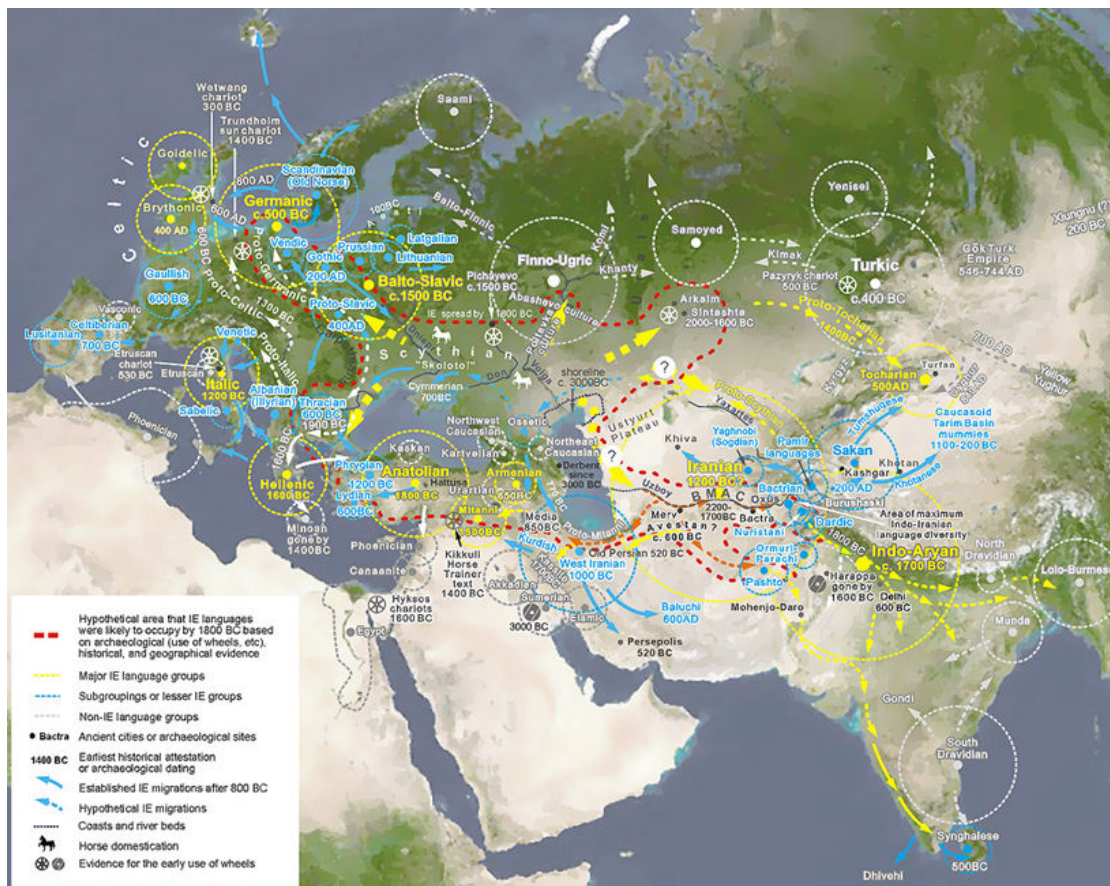 Wetwang
chariot
300 BC
Trundholm
sun chariot
1400 BC
Celtic
Goidelic
Brythonic
400 AD
800 AD
600 AD
600 BC
Germanic
c.500 BC
Scandinavian
(Old Norse)
Saami
Gaullish
600 BC
Vasconic
Celtiberian
Lusitanian
700 BC
Etruscan
chariot
530 BC
Etruscan
Venetic
Italic
1200 BC
Sabelic
Albanian
(Illyrian)
Proto-Celtic
Proto-Germanic
Proto-Italic
1300 BC
Vendic
Gothic
200 AD
Prussian
Latgalian
Lithuanian
Balto-Slavic
c.1500 BC
Proto-Slavic
400AD
Thracian
600 BC
1900 BC
Balto-Finnic
Pichayevo
c.1500 BC
Finno-Ugric
Komi
Khanty
Abashevo culture
IE spread by 1800 BC
Poltavka
culture
Scythian
"Skoloto!"
Don
Volga
Cymmerian
700BC
shoreline
c. 3000BC
Arkaim
Sintashta
2000-1600 BC
Samoyed
Yenisei
Kimak
Pazyryk chariot
500 BC
Turkic
c.400 BC
GökTurk
Empire
546-744 AD
Xiungnu (?)
200 BC
Proto-Tocharian
1400BC
Kyrgyz
Turfan
Tocharian
500AD
700 AD
Yellow
Yughur
Tumshuqese
Caucasoid
Tarim Basin
mummies
1100-200 BC
Sakan
Kashgar
Khotan
200 AD
Khotanese
Proto-Scythian
Yaxartes
Ustyurt
Plateau
Khiva
Yaghnobi
(Sogdian)
Pamir
languages
Iranian
1200 BC?
Uzboy
BMAC
2200-
1700BC
Oxus
Bactrian
Burushaski
Area of maximum
Indo-Iranian
language diversity
Merv
Bactra
Avestan?
c. 600 BC
Nuristani
Dardic
Ormuri-
Parachi
Pashto
1800 BC
Indo-Aryan
c. 1700 BC
North
Dravidian
Lolo-Burmese
Harappa
gone by
1600 BC
Delhi
600 BC
Mohenjo-Daro
Munda
Gondi
South
Dravidian
Synghalese
500BC
Dhivehi
Northwest
Caucasian
Kartvelian
Ossetic
Northeast
Caucasian
Derbent
since
3000 BC
Phoenician
1600 BC
Hellenic
1600 BC
Minoan
gone by
1400BC
Phrygian
1200 BC
Lydian
600BC
Kaskan
Anatolian
Hattusa
1800 BC
Armenian
650BC
Urartian
Mitanni
1500BC
Media
850BC
Proto-Mitanni
Kurdish
Old Persian 520 BC
West Iranian
1000 BC
Phoenician
Canaanite
Kikkuli
Horse
Trainer
text
1400 BC
Akkadian
Sumerian
3000 BC
Elamic
Baluchi
600AD
Persepolis
520 BC
Hyksos
chariots
1600 BC
Egypt
Hypothetical area that IE languages
were likely to occupy by 1800 BC based
on archaeological (use of wheels, etc),
historical, and geographical evidence
Major IE language groups
Subgroupings or lesser IE groups
Non-IE language groups
Bactra Ancient cities or archaeological sites
1400 BC Earliest historical attestation
or archaeological dating
Established IE migrations after 800 BC
Hypothetical IE migrations
Coasts and river beds
Horse domestication
Evidence for the early use of wheels